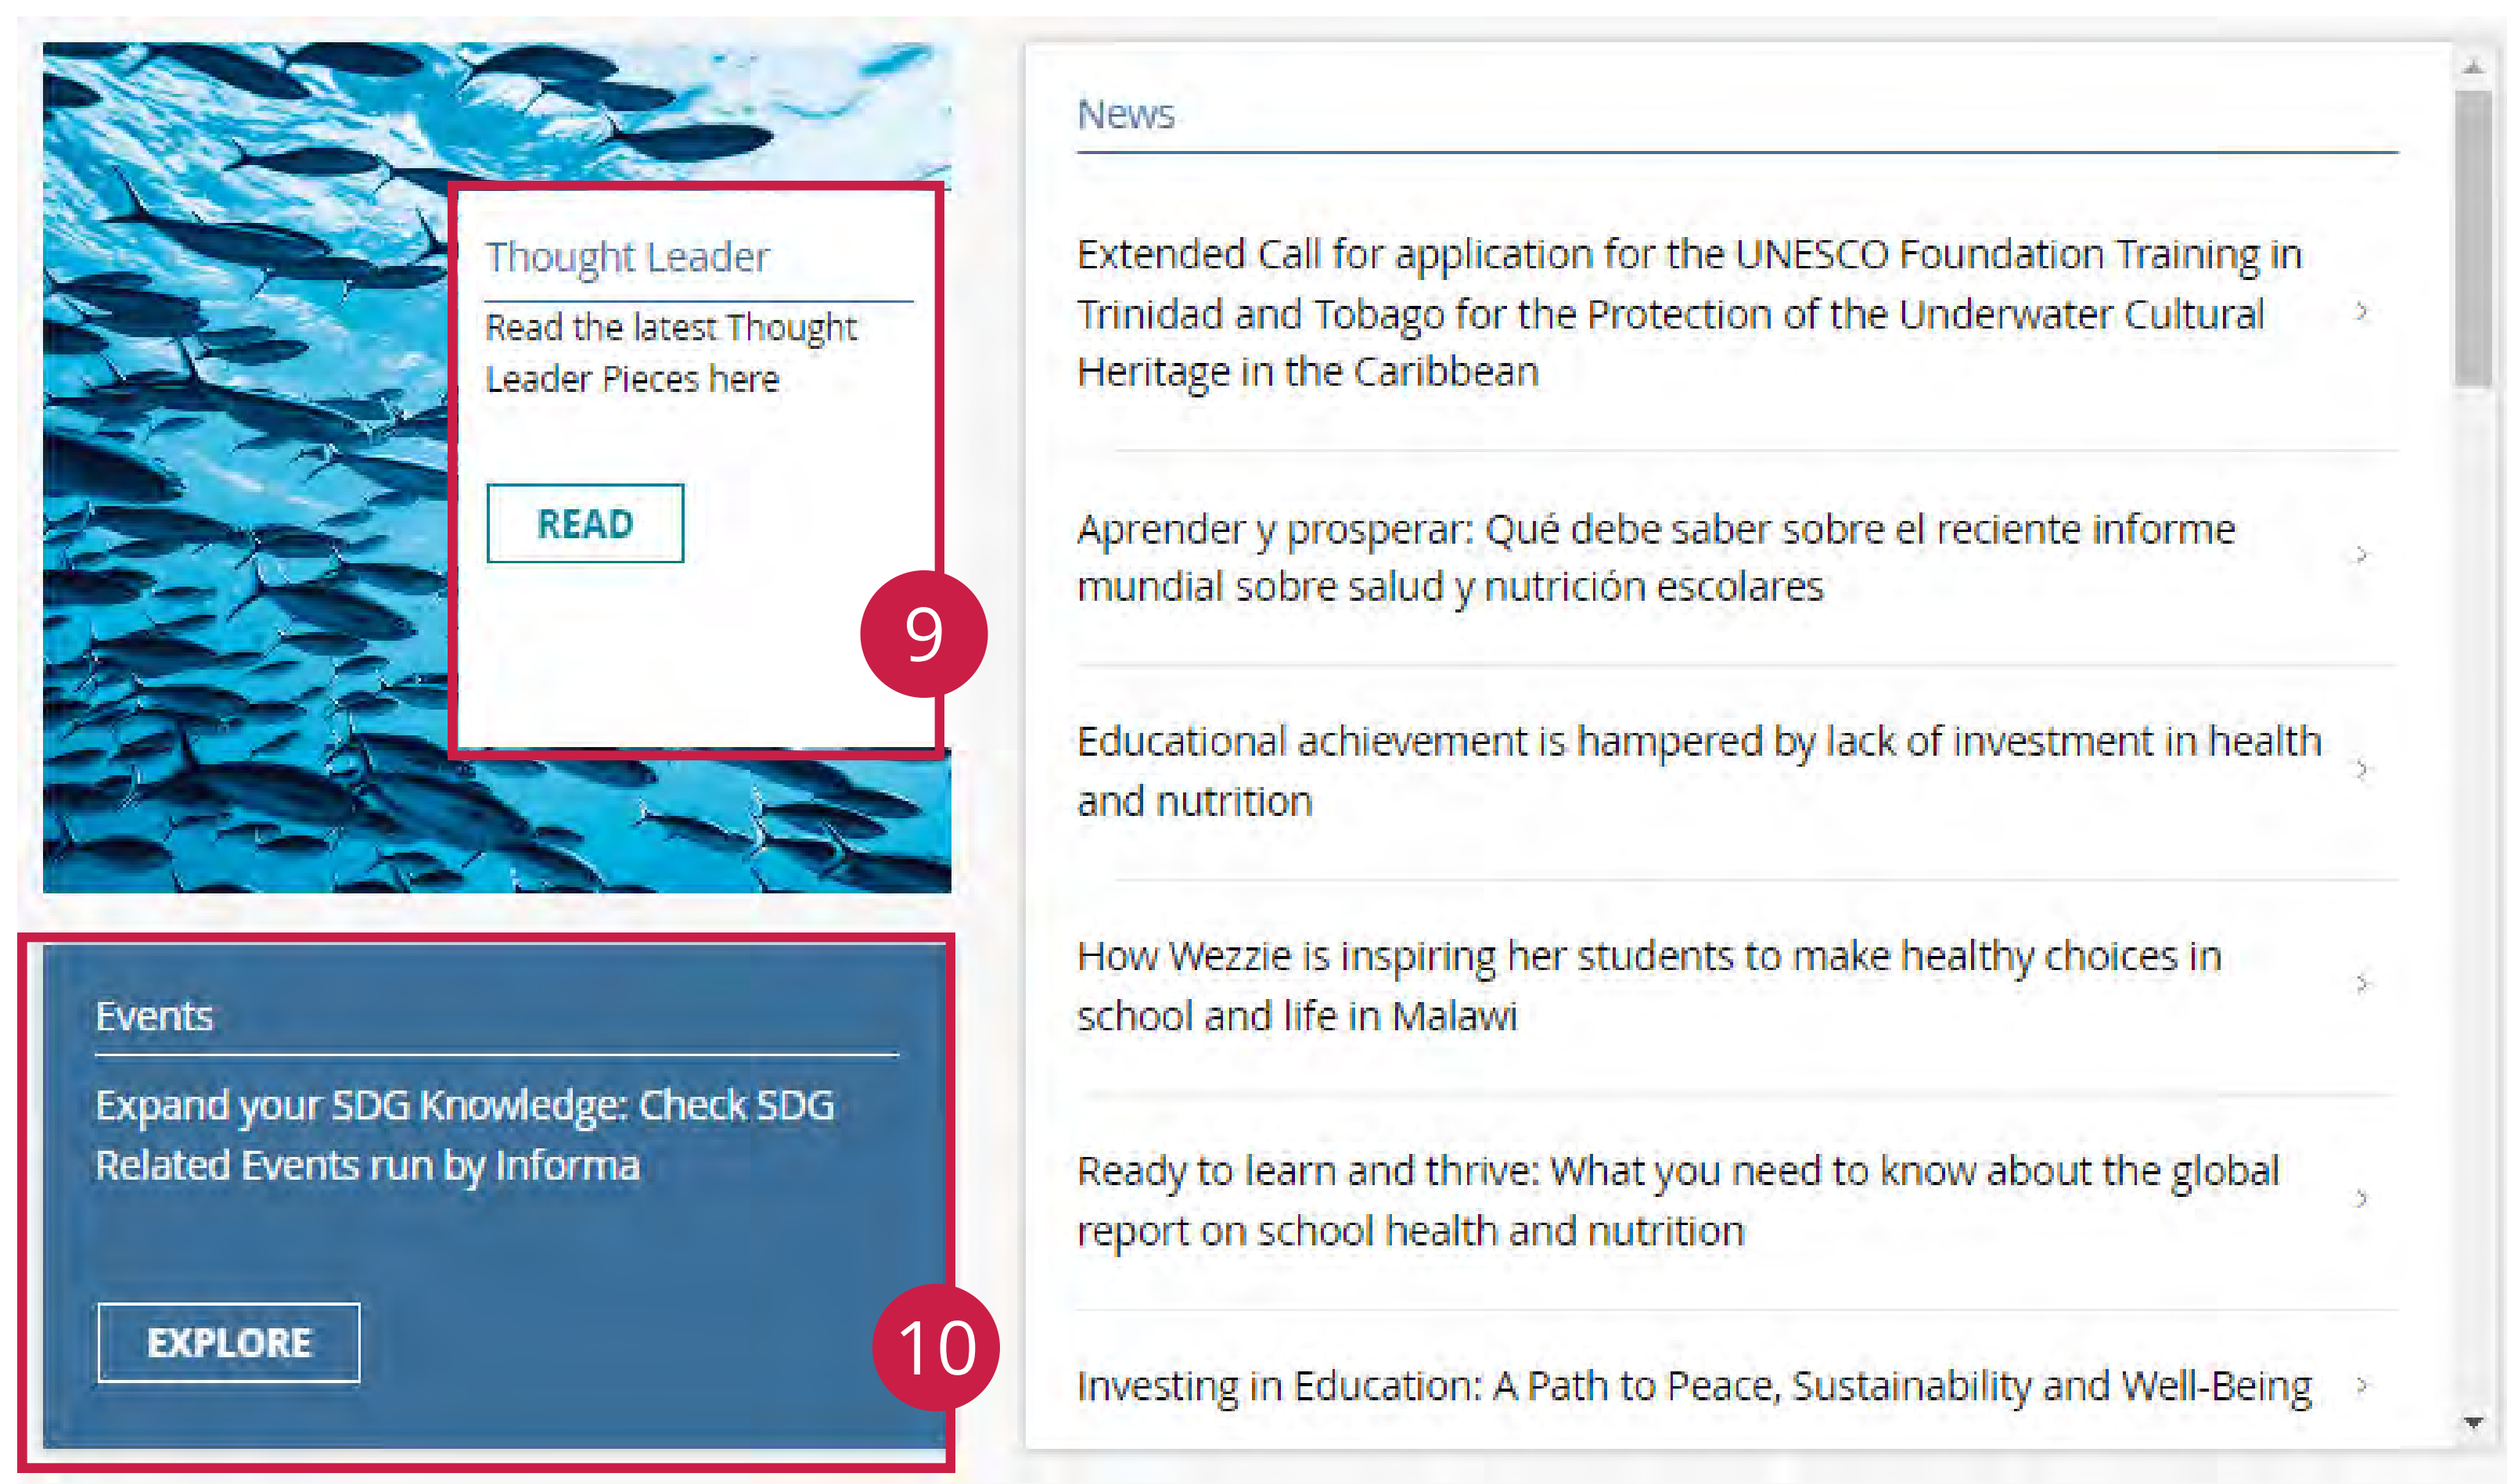 Thought Leader
Read the latest Thought
Leader Pieces here
READ
9
Events
Expand your SDG Knowledge: Check SDG
Related Events run by Informa
EXPLORE
10
News
Extended Call for application for the UNESCO Foundation Training in
Trinidad and Tobago for the Protection of the Underwater Cultural
Heritage in the Caribbean
Aprender y prosperar: Qué debe saber sobre el reciente informe
mundial sobre salud y nutrición escolares
Educational achievement is hampered by lack of investment in health
and nutrition
How Wezzie is inspiring her students to make healthy choices in
school and life in Malawi
Ready to learn and thrive: What you need to know about the global
report on school health and nutrition
Investing in Education: A Path to Peace, Sustainability and Well-Being